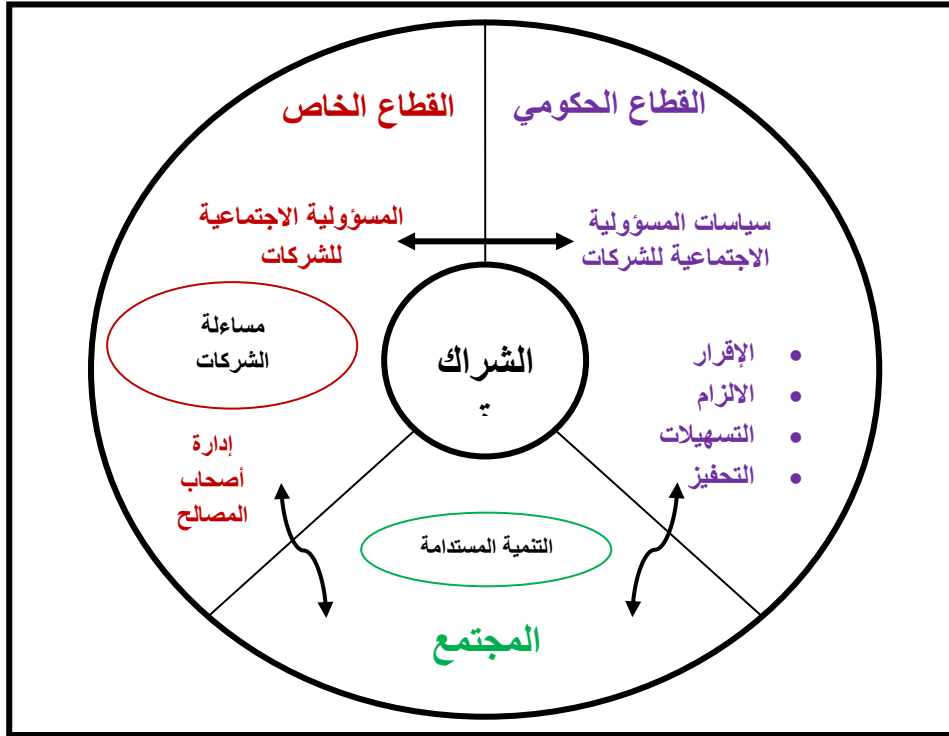 القطاع الحكومي
القطاع الخاص
سياسات المسؤولية
الاجتماعية للشركات
المسؤولية الاجتماعية
للشركات
مساءلة
الشركات
الشراك
ة
• الإقرار
• الالزام
• التسهيلات
• التحفيز
إدارة
أصحاب
المصالح
التنمية المستدامة
المجتمع